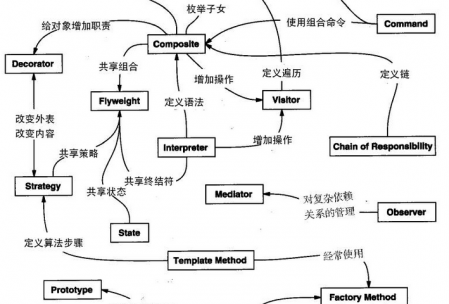 枚举子女
给对象增加职责
使用组合命令
Command
Composite
Decorator
共享组合
增加操作
定义遍历
Flyweight
定义语法
Visitor
定义链
改变外表
改变内容
增加操作
共享策略
Interpreter
Chain of Responsibility
共享终结符
Strategy
共享状态
Mediator
对复杂依赖
关系的管理
Observer
State
定义算法步骤
Template Method
经常使用
Prototype
Factory Method